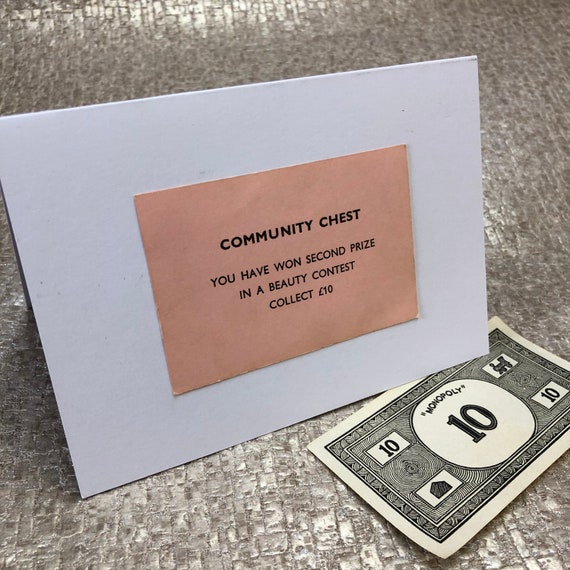 COMMUNITY CHEST
YOU HAVE WON SECOND PRIZE
IN A BEAUTY CONTEST
COLLECT £10
"MONOPOLY"
10
10
10